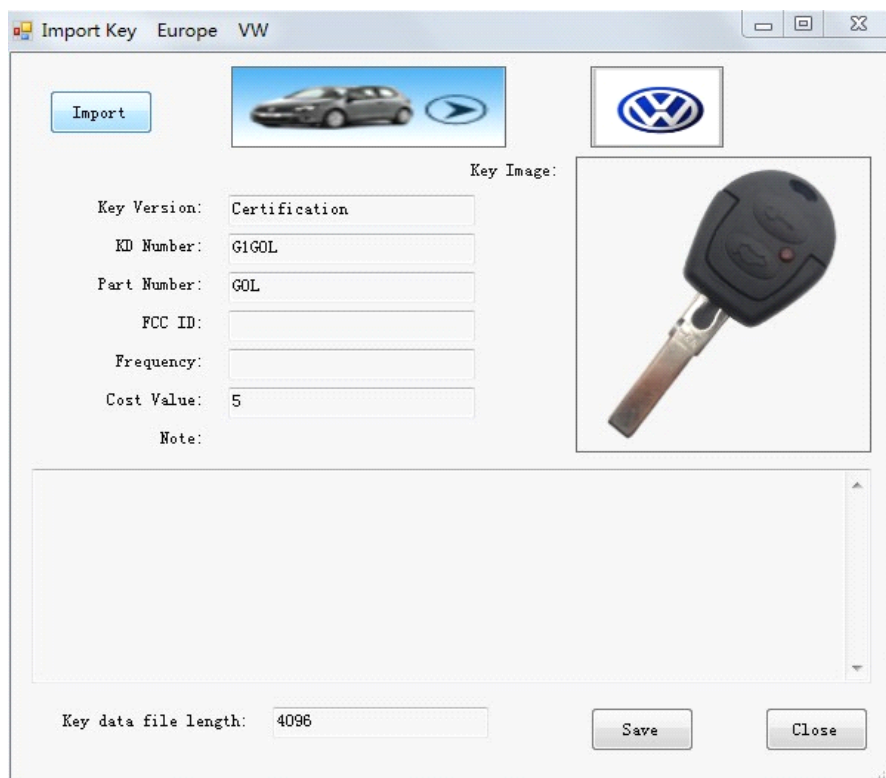 Import Key Europe VW
Import
Key Image:
Key Version: Certification
KD Number: G1GOL
Part Number: GOL
FCC ID:
Frequency:
Cost Value: 5
Note:
Key data file length: 4096
Save
Close